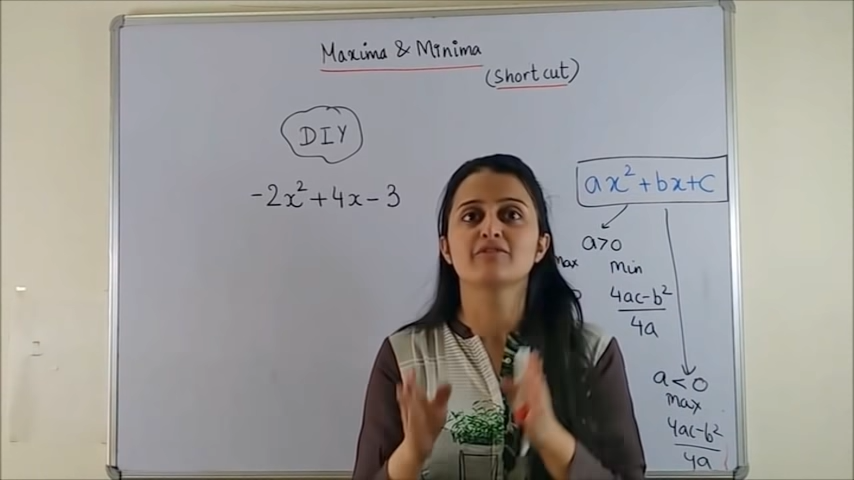 Maxima & Minima
(Short cut)
DIY
-2x²+4x-3
ax²+bx+c
a>0
max
min
4ac-b²
4a
a<0
max
4ac-b²
4a